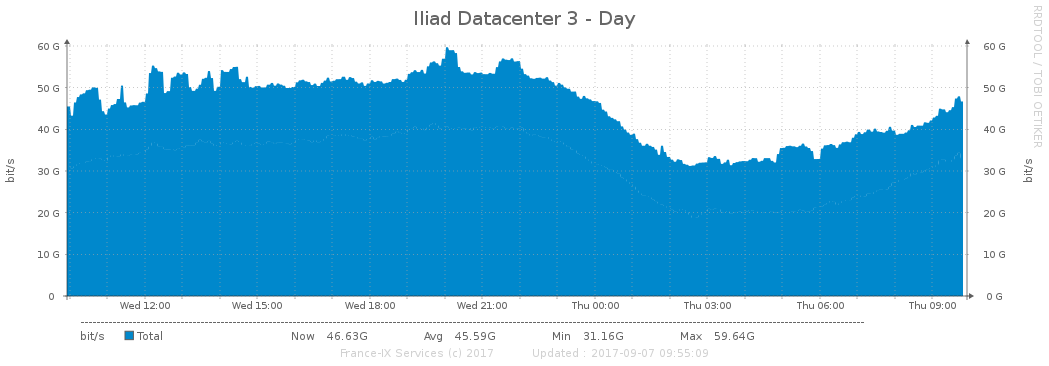 Iliad Datacenter 3 - Day
RRDTOOL / TOBI OETIKER
60 G 60 G
50 G 50 G
40 G 40 G
30 G 30 G
20 G 20 G
10 G 10 G
0 0 G
bit/s bit/s
Wed 12:00 Wed 15:00 Wed 18:00 Wed 21:00 Thu 00:00 Thu 03:00 Thu 06:00 Thu 09:00
bit/s Total Now 46.63G Avg 45.59G Min 31.16G Max 59.64G
France-IX Services (c) 2017 Updated : 2017-09-07 09:55:09